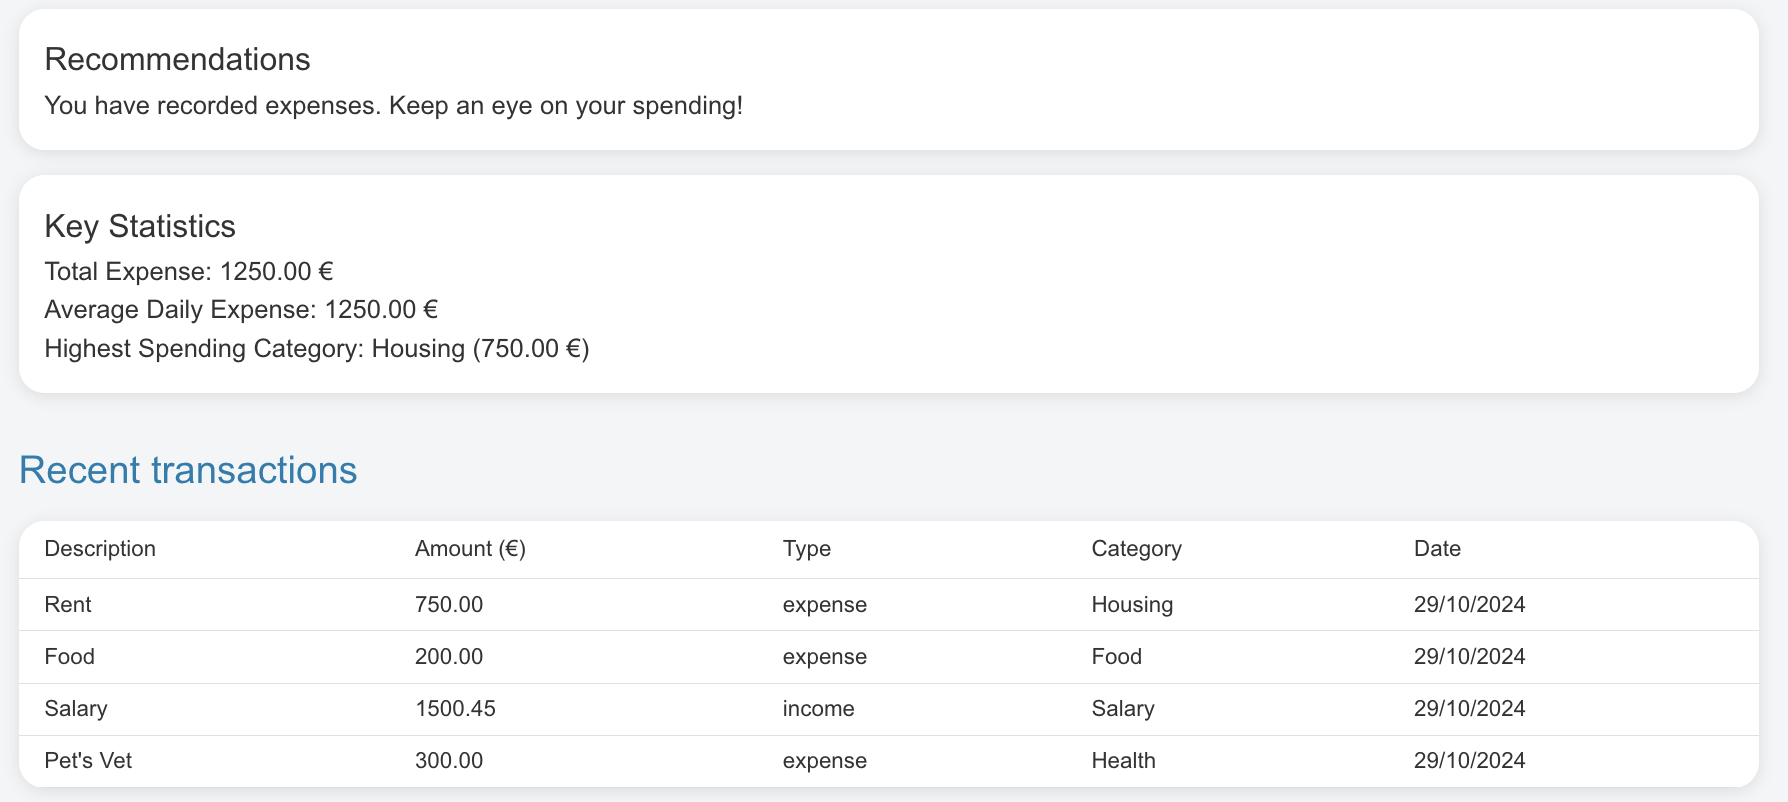 Recommendations
You have recorded expenses. Keep an eye on your spending!
Key Statistics
Total Expense: 1250.00 €
Average Daily Expense: 1250.00 €
Highest Spending Category: Housing (750.00 €)
Recent transactions
Description Amount (€) Type Category Date
Rent 750.00 expense Housing 29/10/2024
Food 200.00 expense Food 29/10/2024
Salary 1500.45 income Salary 29/10/2024
Pet's Vet 300.00 expense Health 29/10/2024